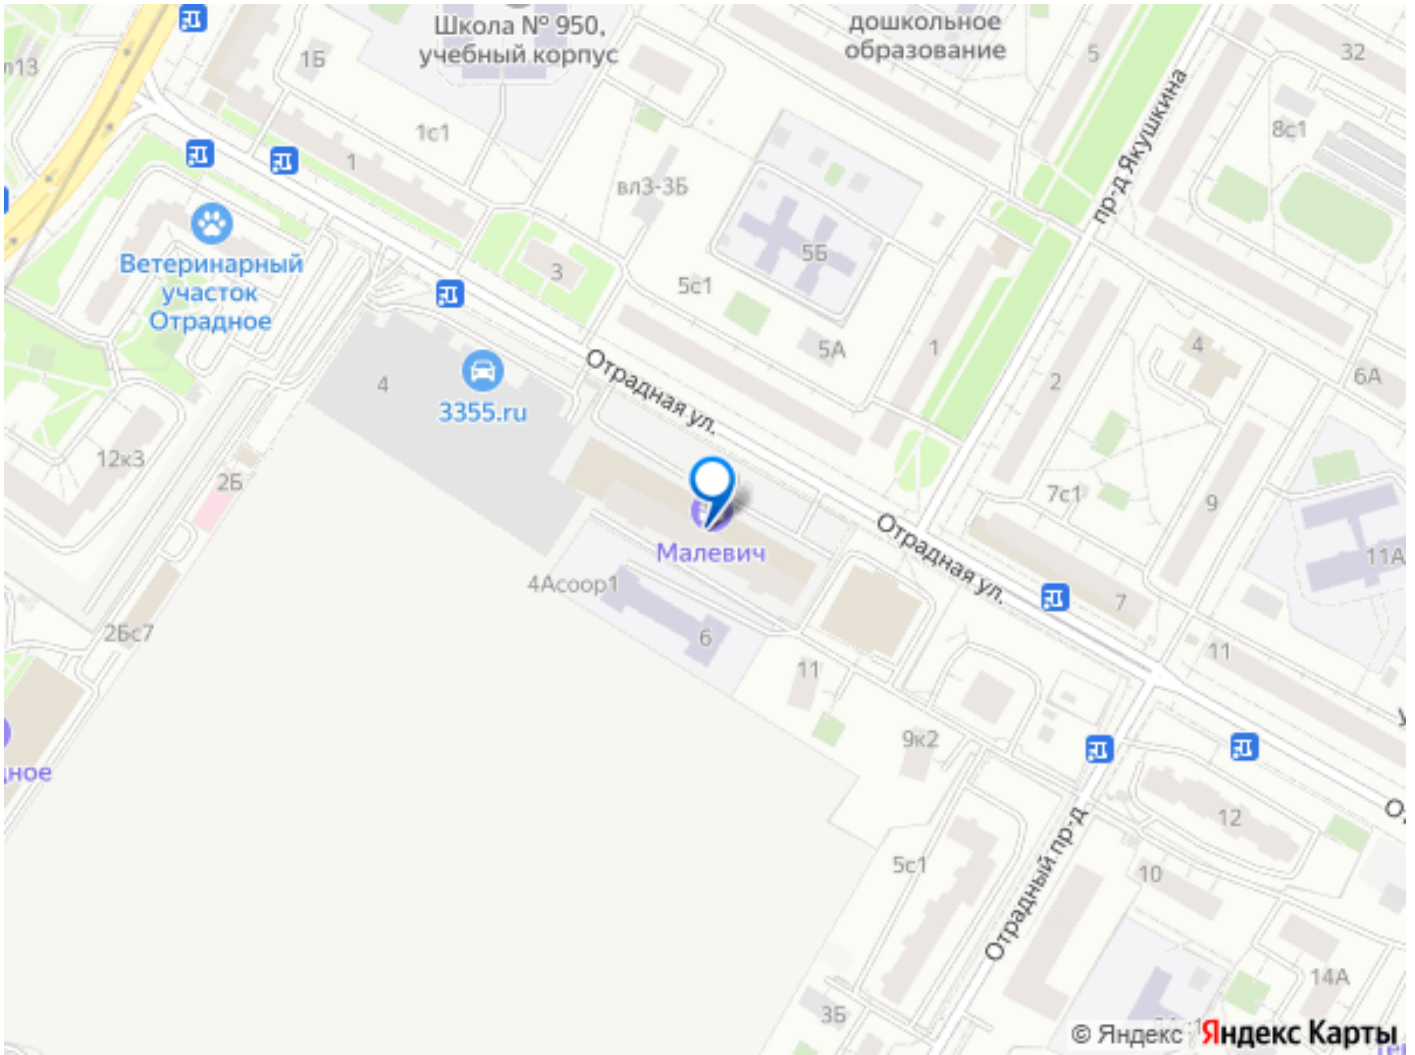 Школа № 950,
учебный корпус
дошкольное
образование
1Б
5
32
1с1
8с1
1
вл3-3Б
пр-д Якушкина
Ветеринарный
участок
Отрадное
3
5Б
5с1
5А
1
4
2
6А
4
3355.ru
Отрадная ул.
12к3
2Б
7с1
9
Малевич
Отрадная ул.
11А
4Асоор1
7
2Бс7
6
11
11
9к2
12
5с1
10
Отрадный пр-д
14А
3Б
© Яндекс
Яндекс Карты